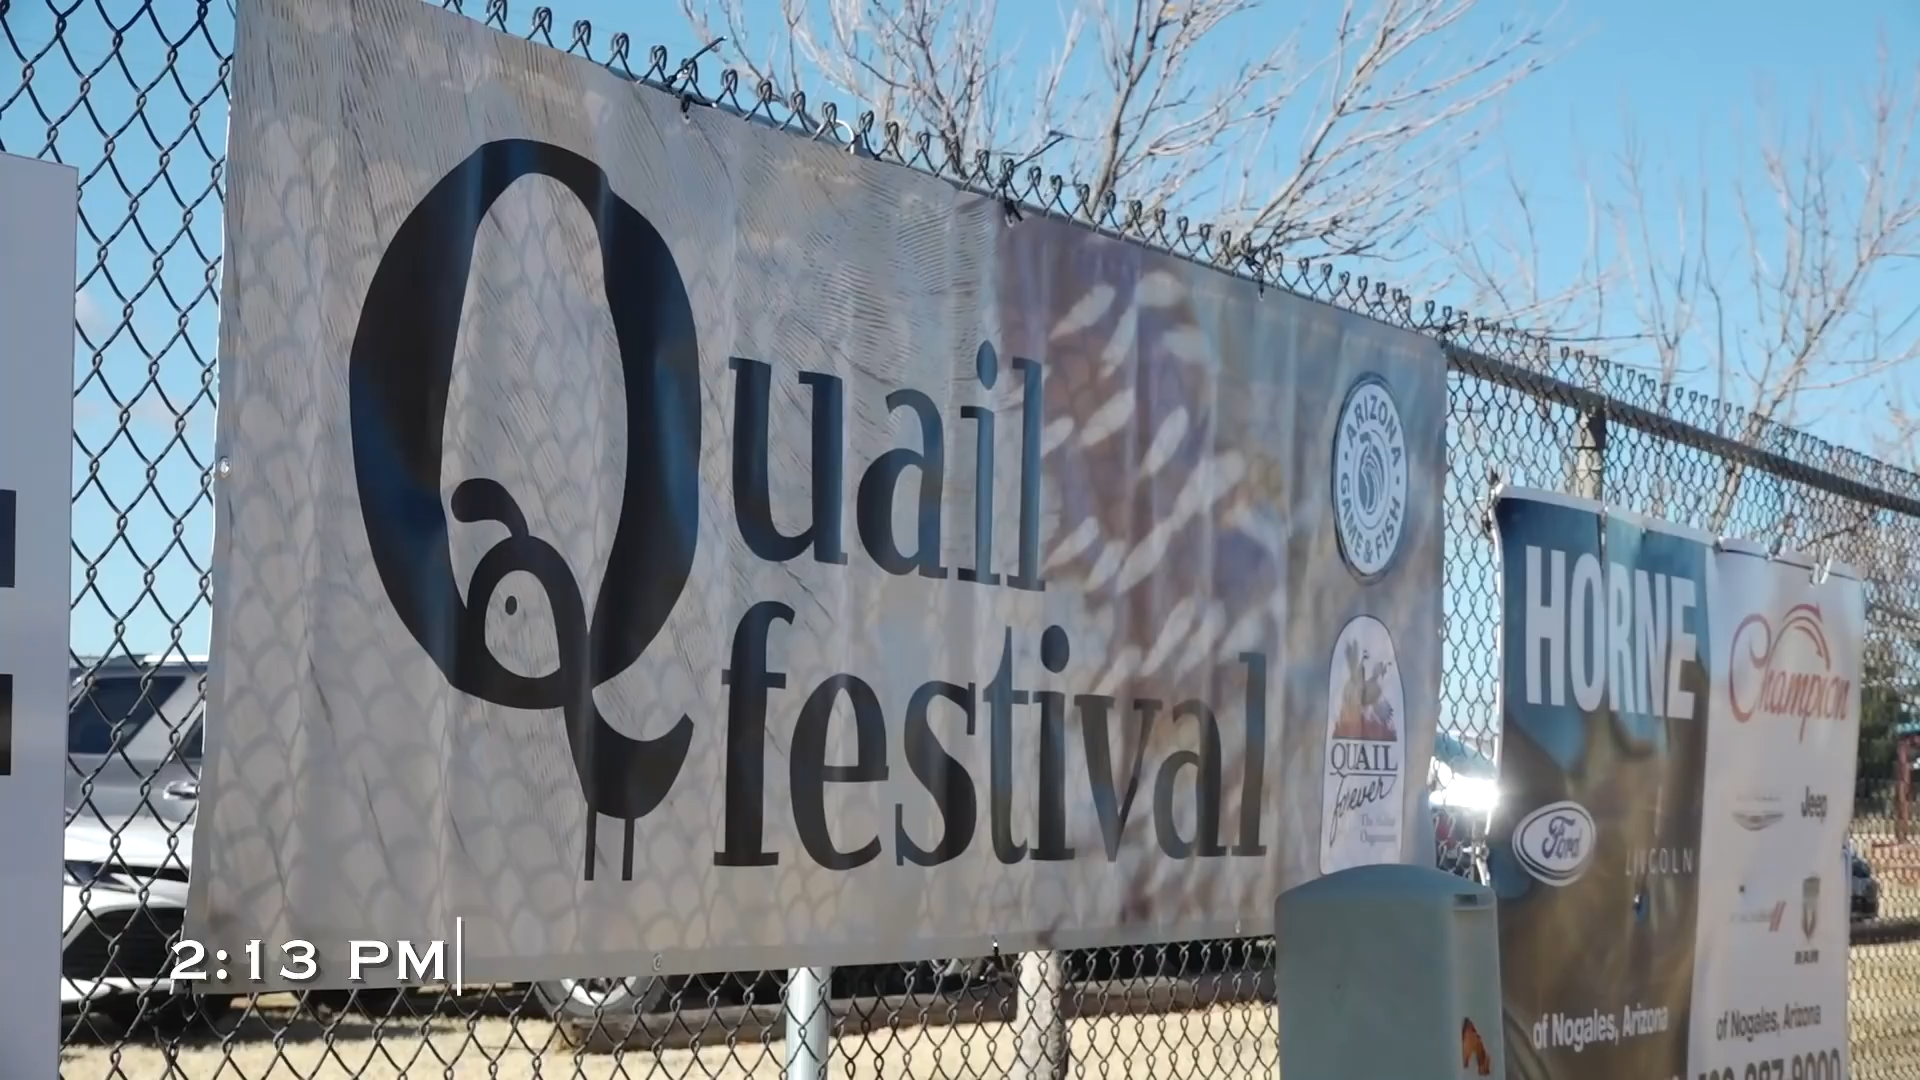 Quail
festival
ARIZONA
GAME & FISH
QUAIL
forever
HORNE
Champion
Ford
LINCOLN
Jeep
RAM
of Nogales, Arizona
of Nogales, Arizona
2:13 PM